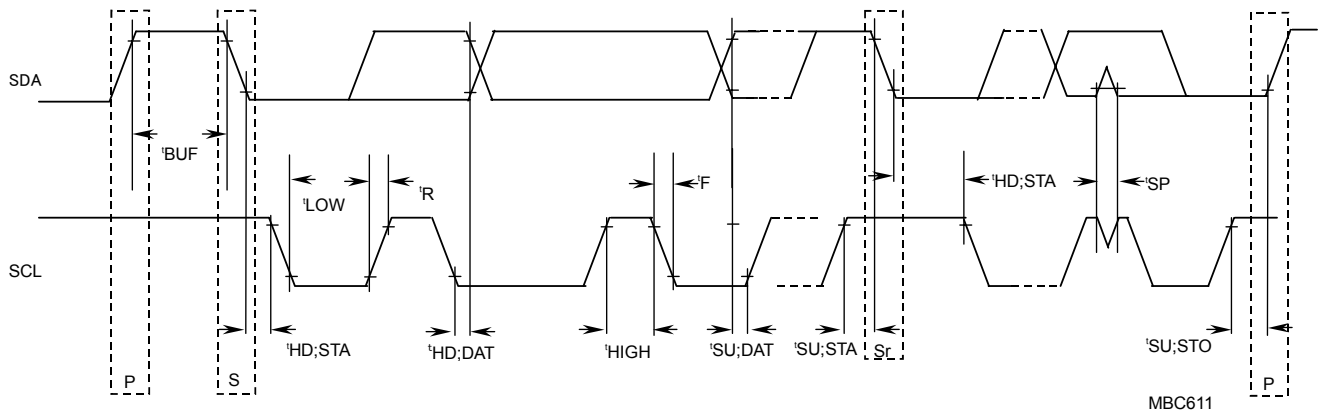 SDA
tBUF
tLOW
tR
tF
tHD;STA
tSP
SCL
tHD;STA
tHD;DAT
tHIGH
tSU;DAT
tSU;STA
Sr
tSU;STO
P
S
P
MBC611